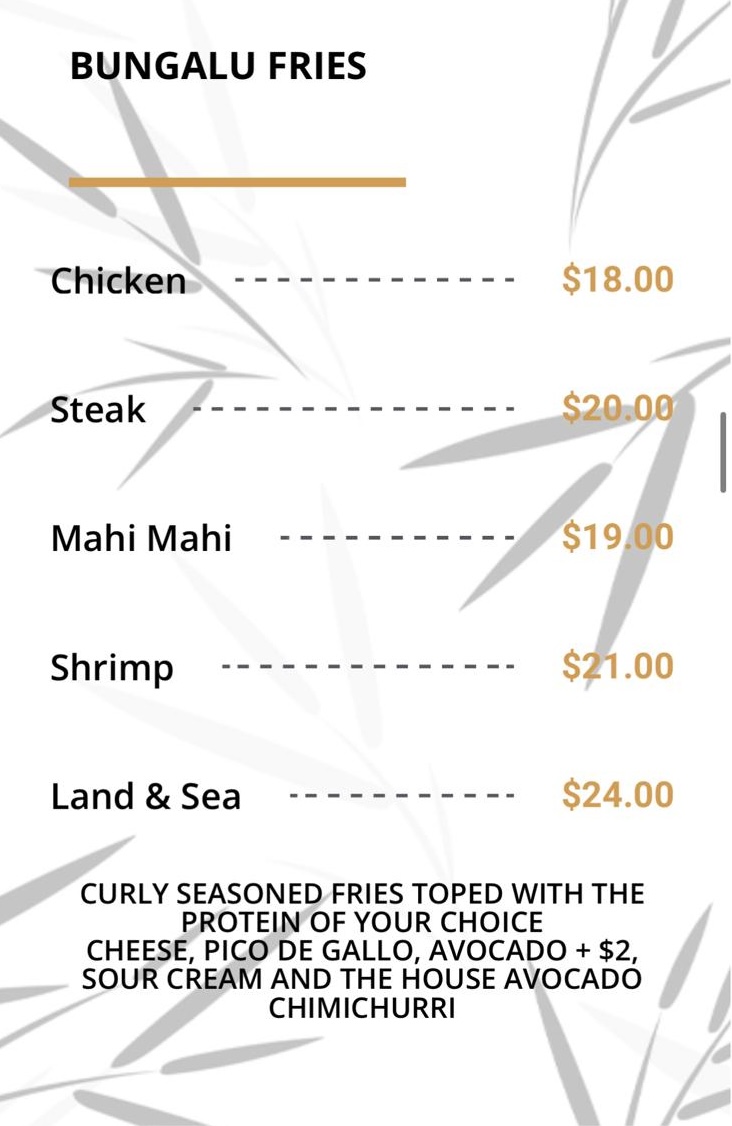 BUNGALU FRIES
Chicken - - - - - - - - - - - - - $18.00
Steak - - - - - - - - - - - - - - - $20.00
Mahi Mahi - - - - - - - - - - - $19.00
Shrimp - - - - - - - - - - - - - - $21.00
Land & Sea - - - - - - - - - - - $24.00
CURLY SEASONED FRIES TOPED WITH THE
PROTEIN OF YOUR CHOICE
CHEESE, PICO DE GALLO, AVOCADO + $2,
SOUR CREAM AND THE HOUSE AVOCADO
CHIMICHURRI